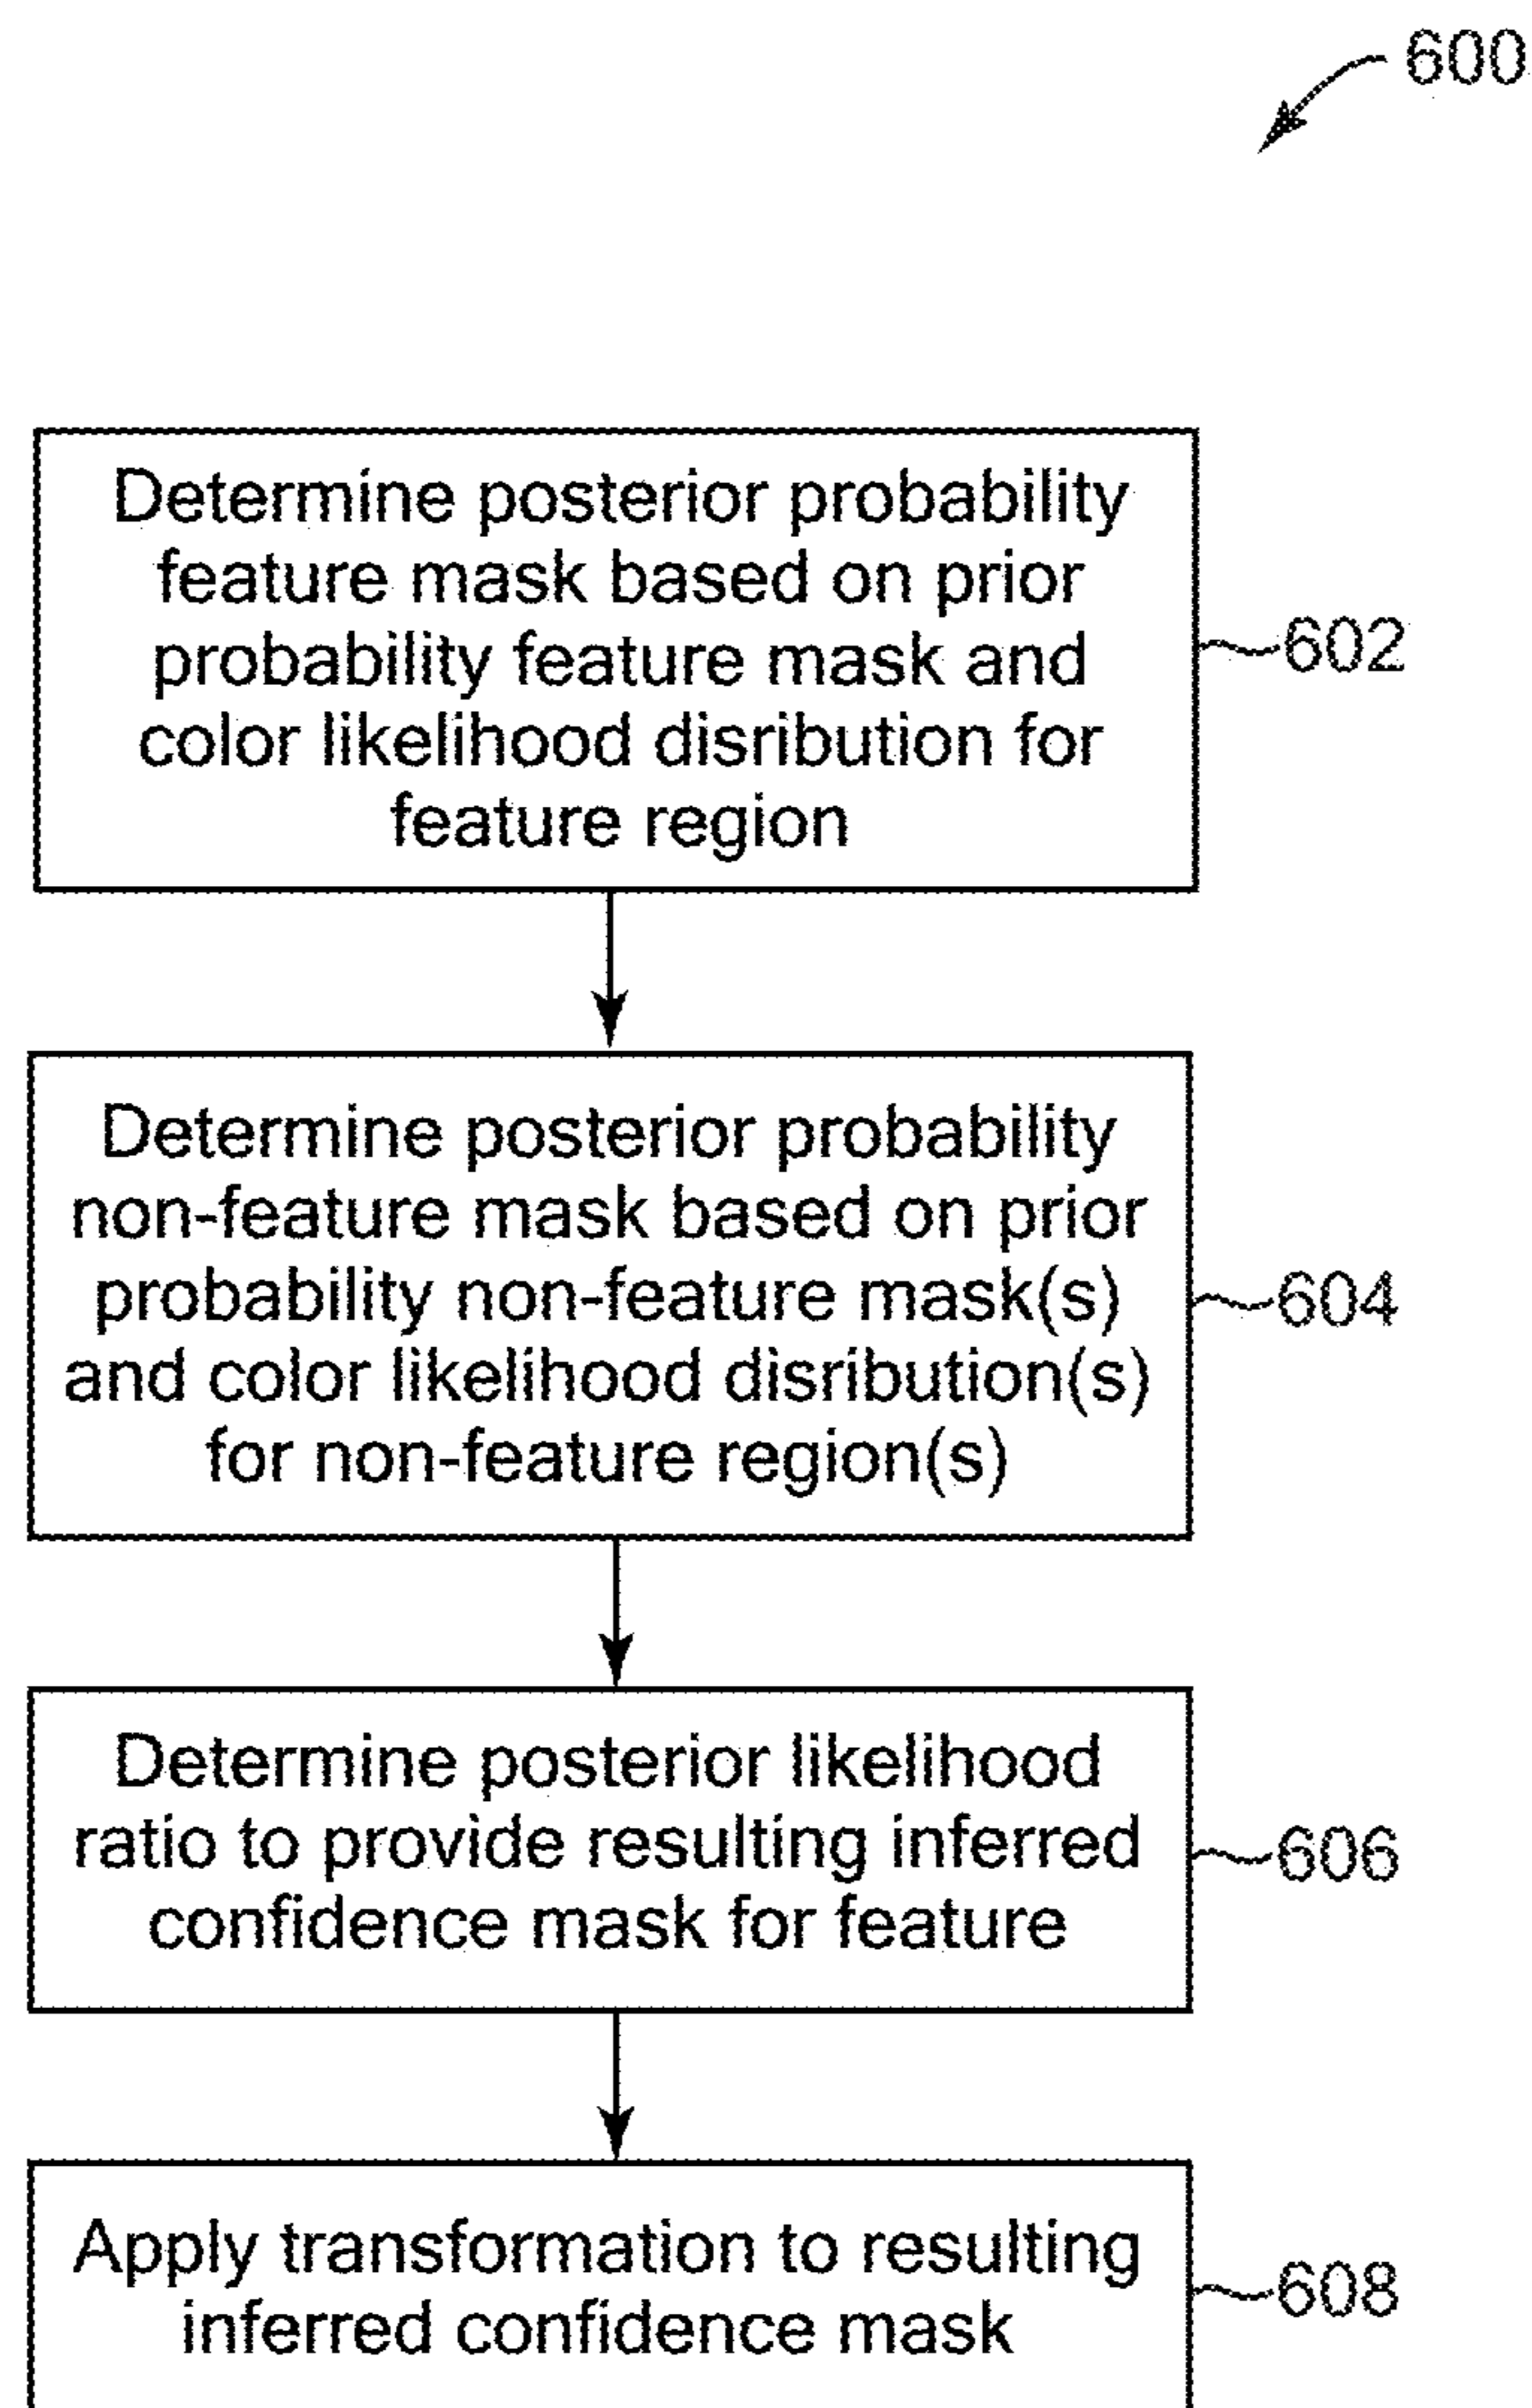 600
Determine posterior probability
feature mask based on prior
probability feature mask and
color likelihood disribution for
feature region
602
Determine posterior probability
non-feature mask based on prior
probability non-feature mask(s)
and color likelihood disribution(s)
for non-feature region(s)
604
Determine posterior likelihood
ratio to provide resulting inferred
confidence mask for feature
606
Apply transformation to resulting
inferred confidence mask
608